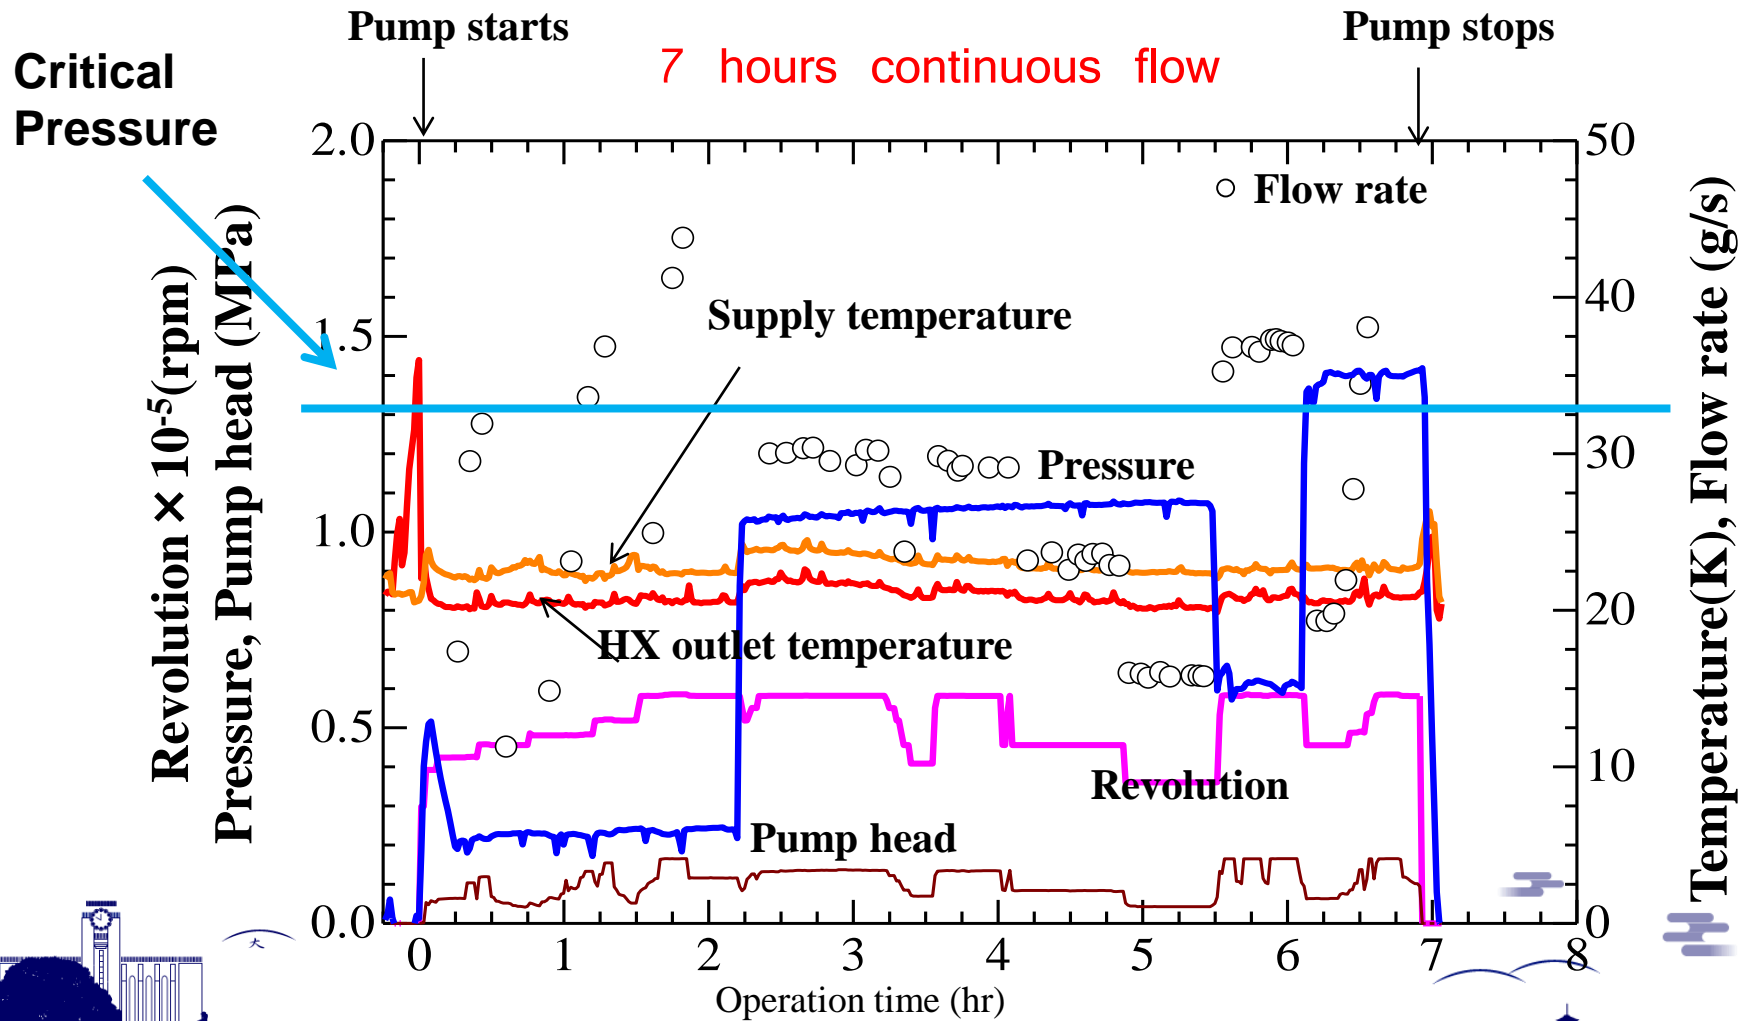 Pump starts
Pump stops
7 hours continuous flow
Critical
Pressure
2.0
1.5
1.0
0.5
0.0
50
40
30
20
10
0
Revolution × 10-5(rpm)
Pressure, Pump head (MPa)
Temperature(K), Flow rate (g/s)
Flow rate
Supply temperature
Pressure
HX outlet temperature
Revolution
Pump head
0 1 2 3 4 5 6 7 8
Operation time (hr)
大